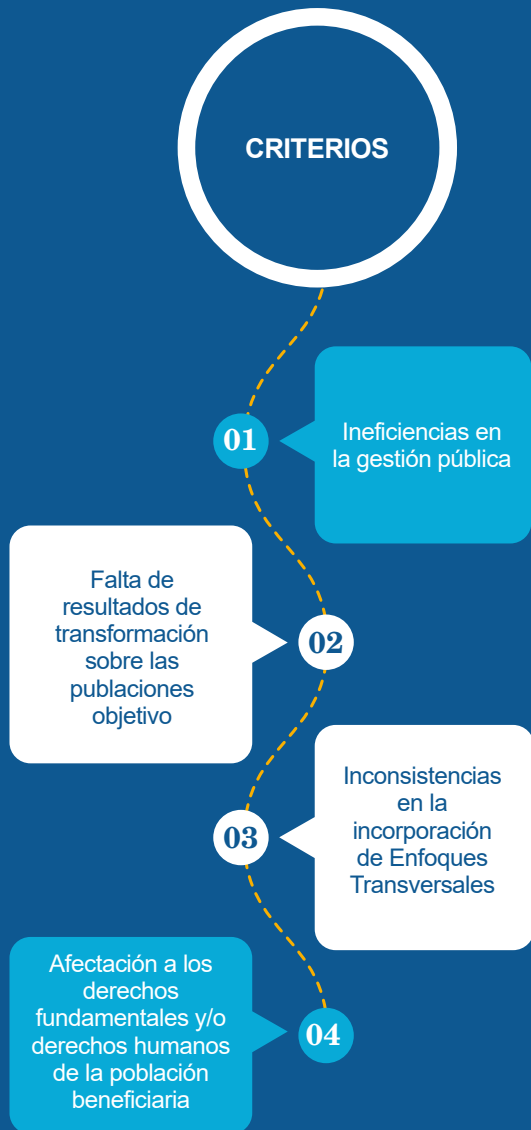 CRITERIOS
01
Ineficiencias en
la gestión pública
Falta de
resultados de
transformación
sobre las
publaciones
objetivo
02
03
Inconsistencias
en la
incorporación
de Enfoques
Transversales
Afectación a los
derechos
fundamentales y/o
derechos humanos
de la población
beneficiaria
04